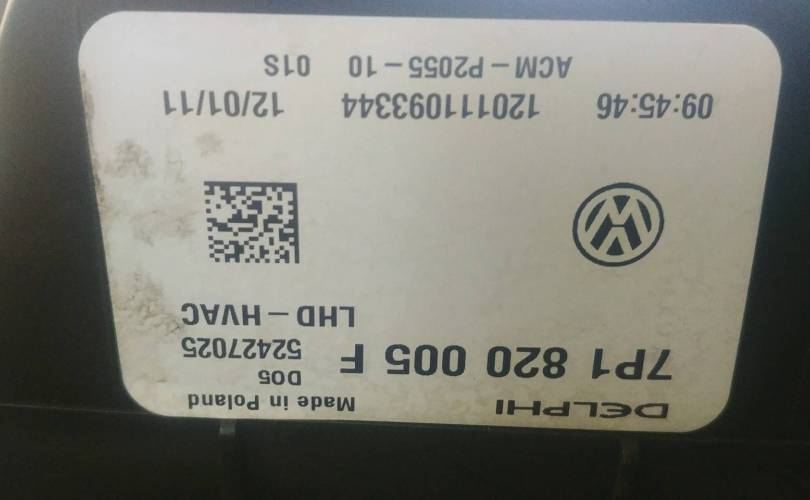 DELPHI Made in Poland
D05
7P1 820 005 F 52427025
LHD-HVAC
09:45:46 120111093344 12/01/11
ACM-P2055-10 01S